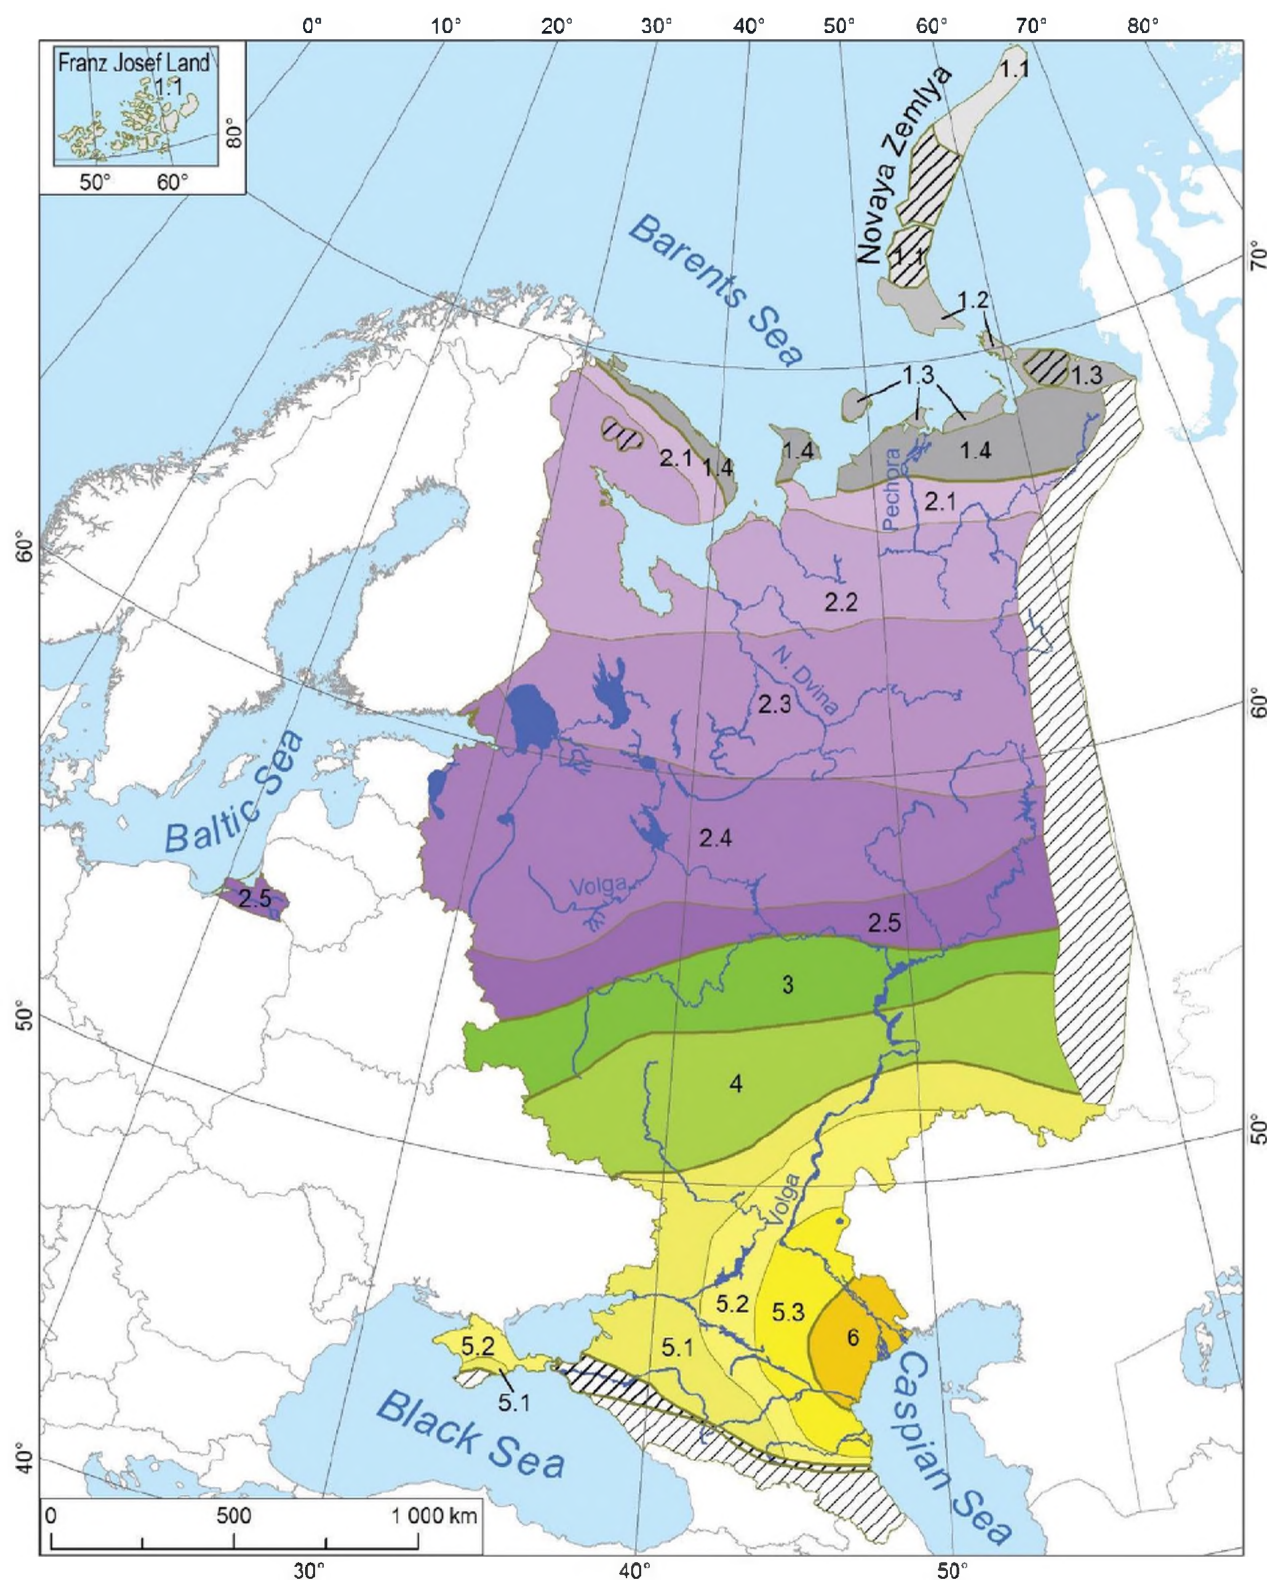 0° 10° 20° 30° 40° 50° 60° 70° 80°
Franz Josef Land
1.1
80°
50° 60°
1.1
Novaya Zemlya
Barents Sea
1.1
70°
1.2
1.3
1.3
1.4
1.4
1.4
2.1
Pechora
2.1
60°
2.2
N. Dvina
2.3
60°
Baltic Sea
2.4
Volga
2.5
2.5
3
50°
4
50°
Volga
5.2
5.3
6
5.1
5.2
5.1
Black Sea
Caspian Sea
40°
0 500 1 000 km
30° 40° 50°